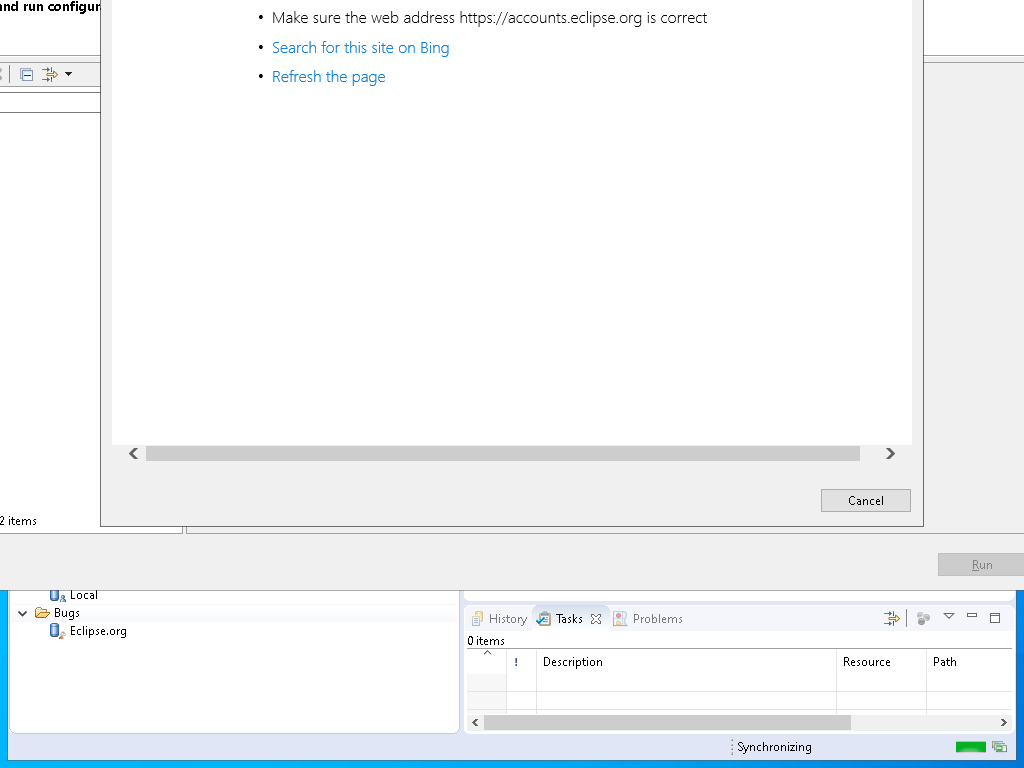 and run configur
• Make sure the web address https://accounts.eclipse.org is correct
• Search for this site on Bing
• Refresh the page
Cancel
2 items
Run
Local
Bugs
Eclipse.org
History
Tasks
Problems
0 items
!
Description
Resource
Path
Synchronizing